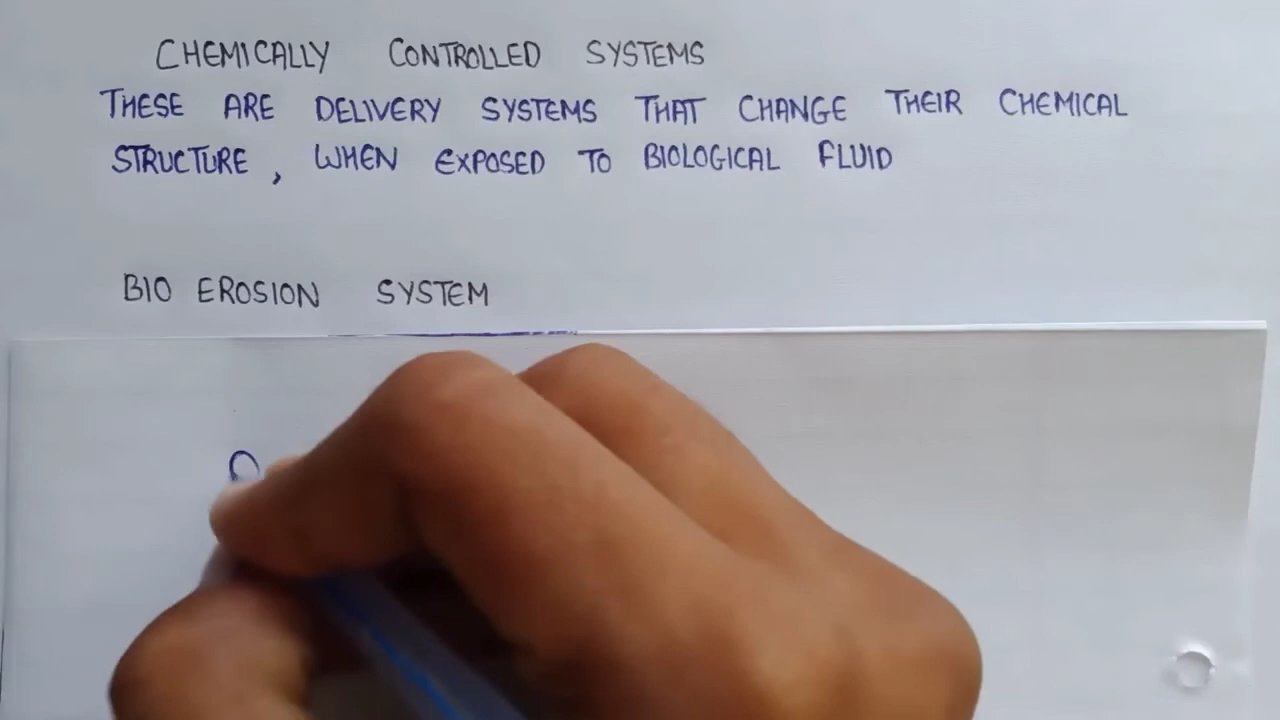 CHEMICALLY CONTROLLED SYSTEMS
THESE ARE DELIVERY SYSTEMS THAT CHANGE THEIR CHEMICAL
STRUCTURE, WHEN EXPOSED TO BIOLOGICAL FLUID
BIO EROSION SYSTEM